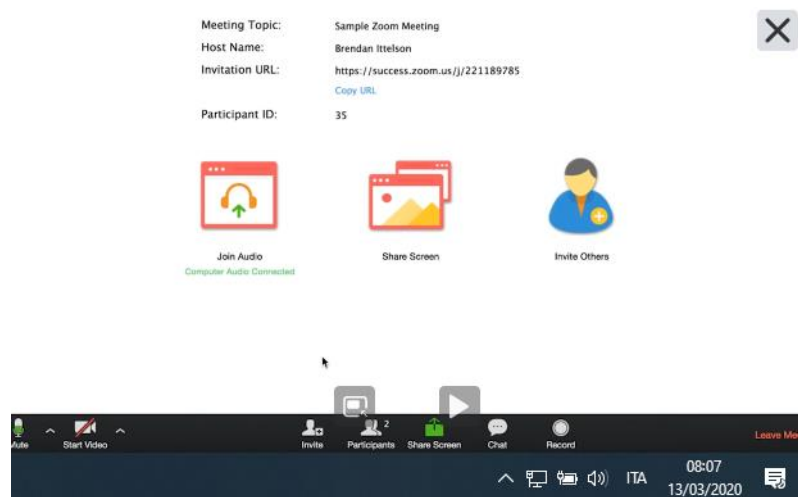 Meeting Topic: Sample Zoom Meeting
Host Name: Brendan Ittelson
Invitation URL: https://success.zoom.us/j/221189785
Copy URL
Participant ID: 35
Join Audio Share Screen Invite Others
Computer Audio Connected
2
Start Video Invite Participants Share Screen Chat Record Leave
08:07
ITA
13/03/2020